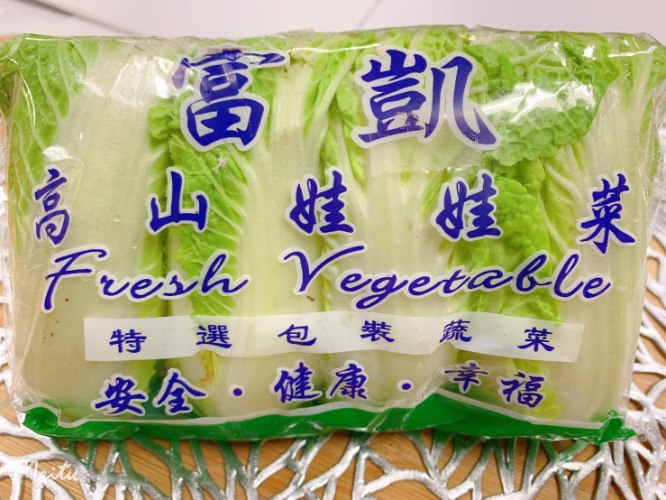 富凱
高山娃娃菜
Fresh Vegetable
特選包裝蔬菜
安全·健康·幸福
Meitu